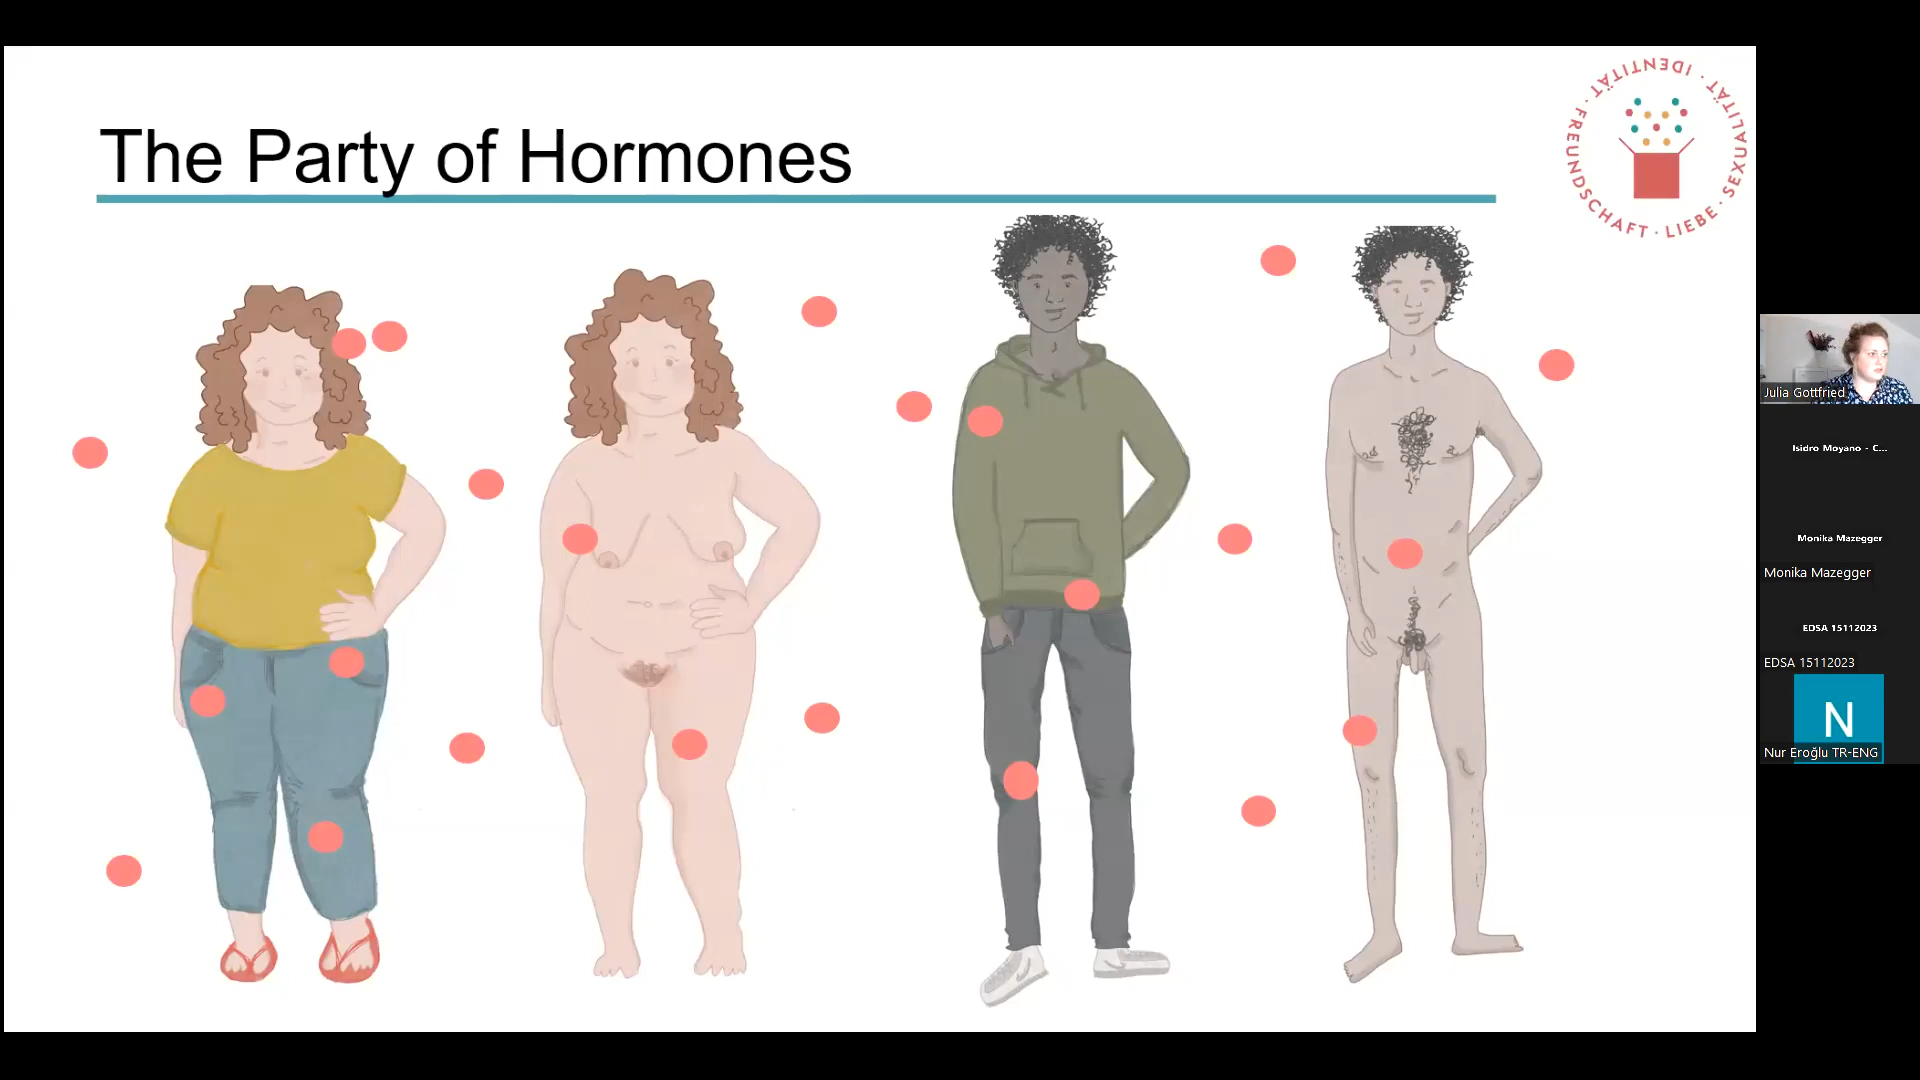 The Party of Hormones
FREUNDSCHAFT · IDENTITÄT · SEXUALITÄT · LIEBE ·
Julia Gottfried
Isidro Moyano - C...
Monika Mazegger
Monika Mazegger
EDSA 15112023
EDSA 15112023
N
Nur Eroğlu TR-ENG